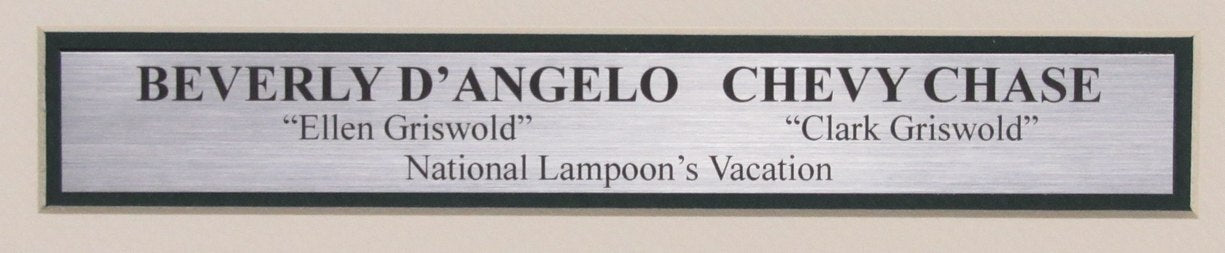 BEVERLY D’ANGELO CHEVY CHASE
“Ellen Griswold” “Clark Griswold”
National Lampoon’s Vacation